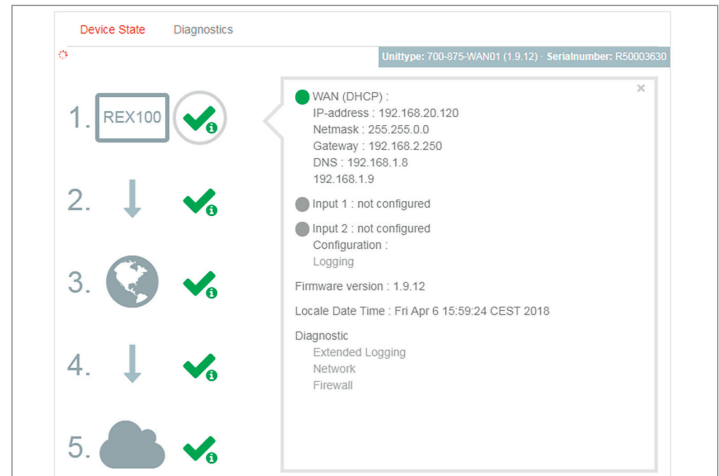 Device State Diagnostics
Unittype: 700-875-WAN01 (1.9.12) · Serialnumber: R50003630
1. REX100
2.
3.
4.
5.
×
WAN (DHCP) :
IP-address : 192.168.20.120
Netmask : 255.255.0.0
Gateway : 192.168.2.250
DNS : 192.168.1.8
192.168.1.9
Input 1 : not configured
Input 2 : not configured
Configuration :
Logging
Firmware version : 1.9.12
Locale Date Time : Fri Apr 6 15:59:24 CEST 2018
Diagnostic
Extended Logging
Network
Firewall